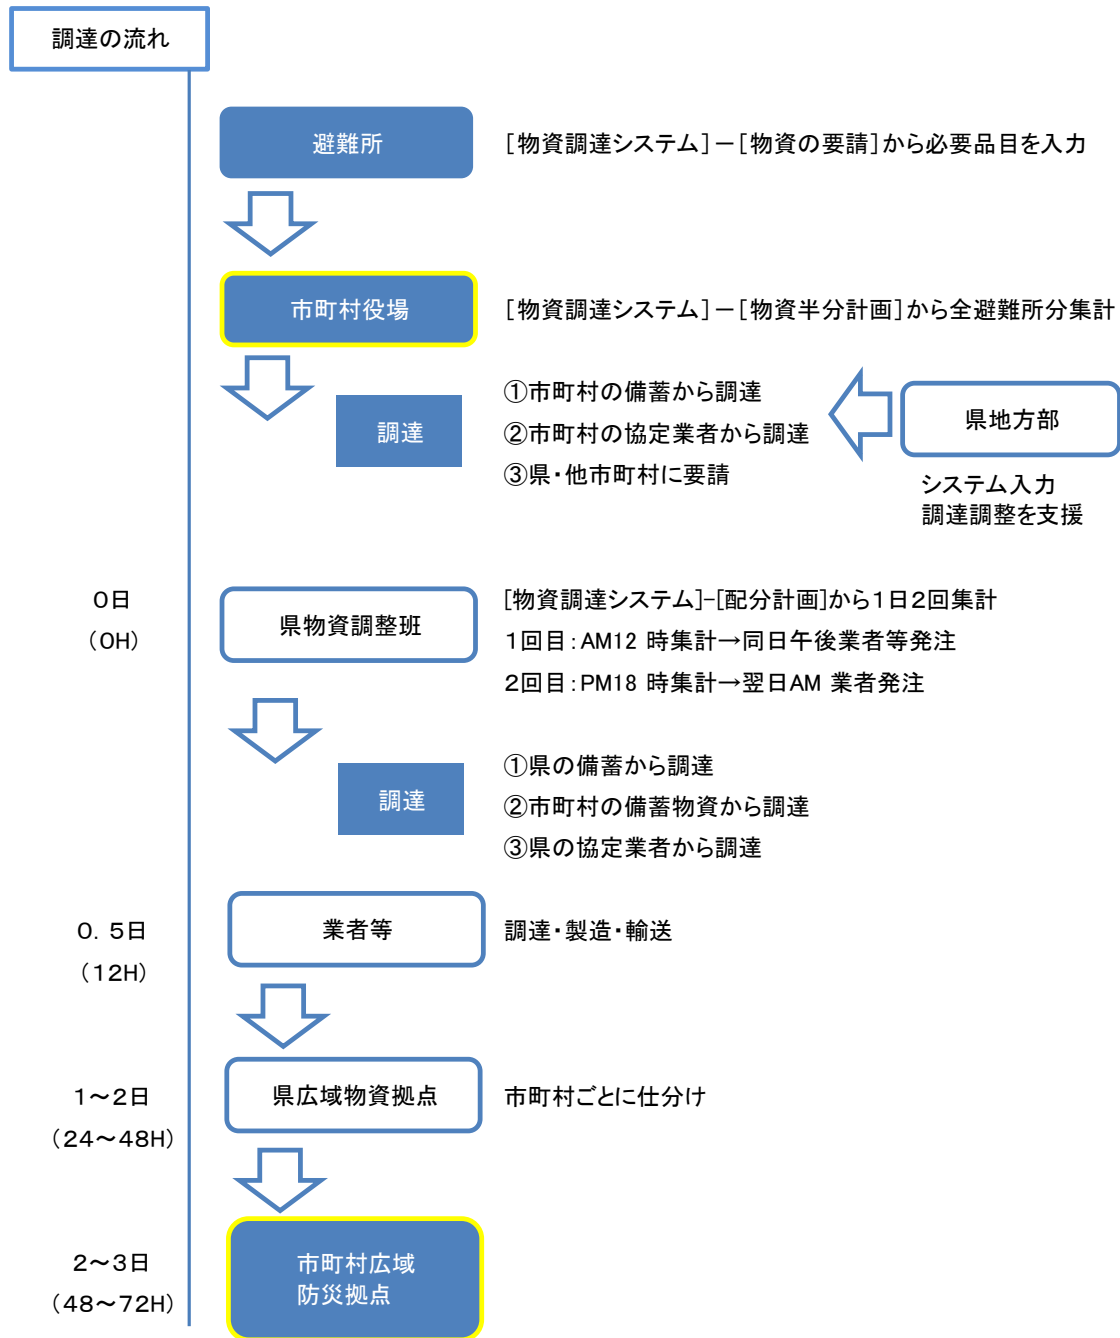 調達の流れ
避難所
［物資調達システム］－［物資の要請］から必要品目を入力
市町村役場
［物資調達システム］－［物資半分計画］から全避難所分集計
調達
①市町村の備蓄から調達
②市町村の協定業者から調達
③県・他市町村に要請
県地方部
システム入力
調達調整を支援
０日
（０H）
県物資調整班
[物資調達システム]-[配分計画]から１日２回集計
１回目：AM12 時集計→同日午後業者等発注
２回目：PM18 時集計→翌日AM 業者発注
調達
①県の備蓄から調達
②市町村の備蓄物資から調達
③県の協定業者から調達
０．５日
（１２H）
業者等
調達・製造・輸送
１～２日
（２４～４８H）
県広域物資拠点
市町村ごとに仕分け
２～３日
（４８～７２H）
市町村広域
防災拠点